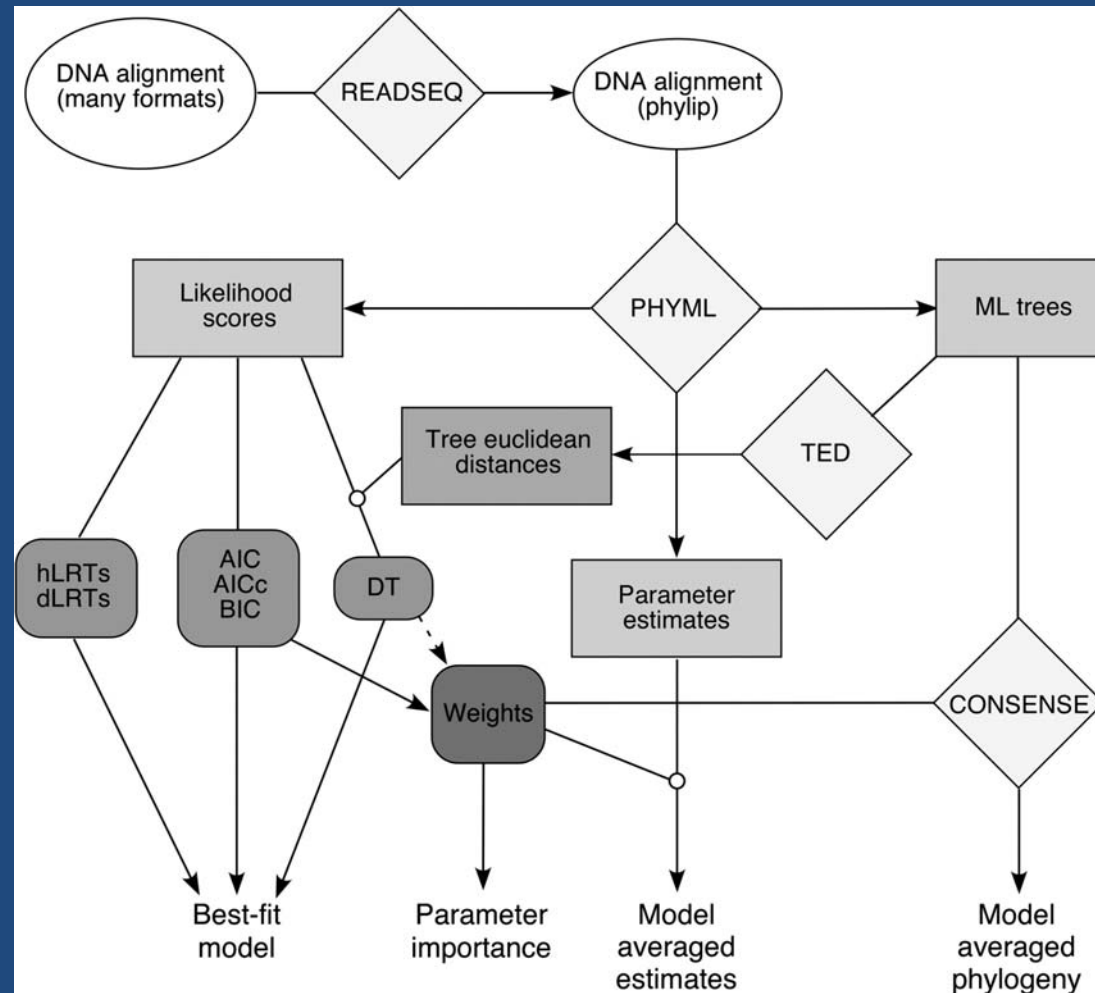 DNA alignment
(many formats)
READSEQ
DNA alignment
(phylip)
Likelihood
scores
PHYML
ML trees
Tree euclidean
distances
TED
hLRTs
dLRTs
AIC
AICc
BIC
DT
Parameter
estimates
Weights
CONSENSE
Best-fit
model
Parameter
importance
Model
averaged
estimates
Model
averaged
phylogeny